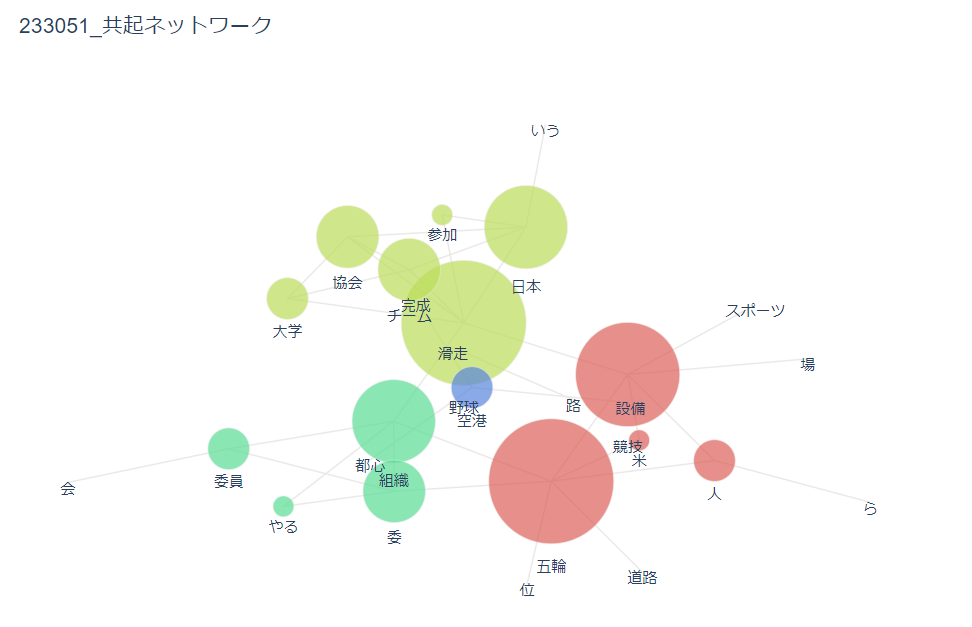 233051_共起ネットワーク
いう
参加
協会
日本
完成
チーム
スポーツ
大学
滑走
場
野球
路
設備
空港
競技
米
都心
組織
委員
会
人
ら
やる
委
五輪
道路
位